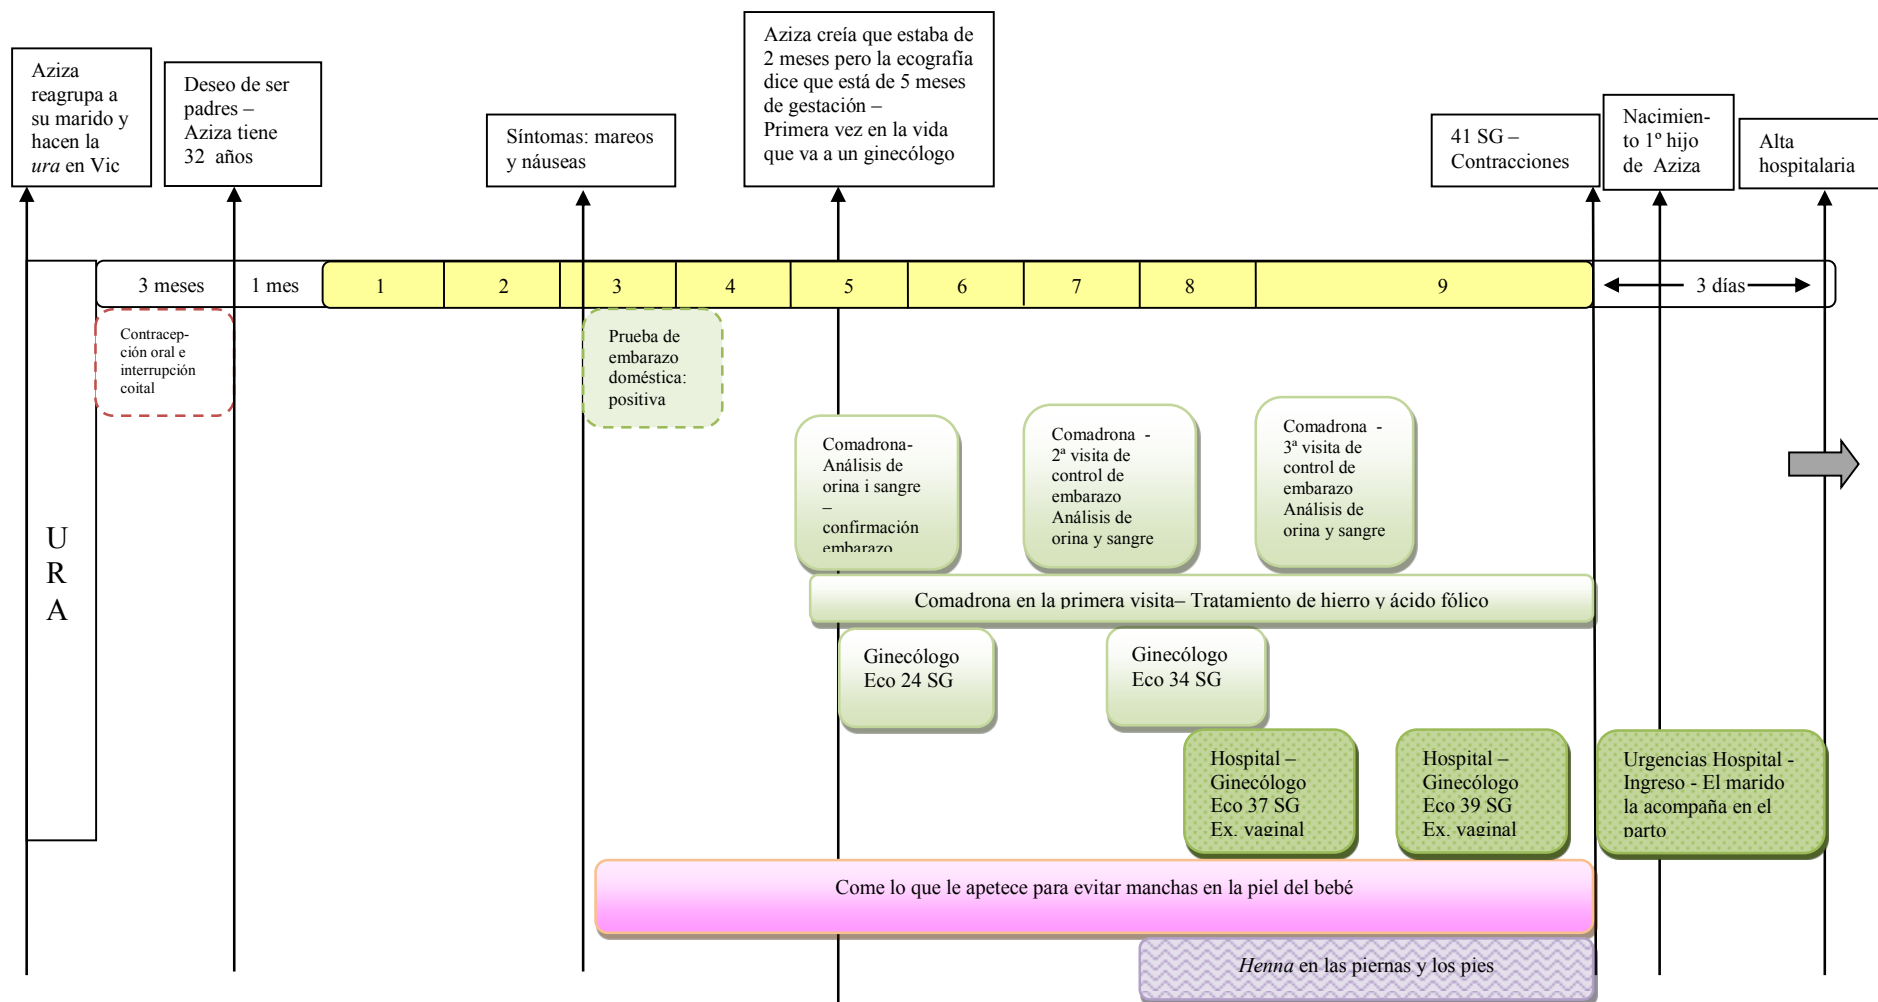 Aziza
reagrupa a
su marido y
hacen la
ura en Vic
Deseo de ser
padres –
Aziza tiene
32 años
Síntomas: mareos
y náuseas
Aziza creía que estaba de
2 meses pero la ecografía
dice que está de 5 meses
de gestación –
Primera vez en la vida
que va a un ginecólogo
41 SG –
Contracciones
Nacimien-
to 1º hijo
de Aziza
Alta
hospitalaria
3 meses
1 mes
1
2
3
4
5
6
7
8
9
3 días
Contracep-
ción oral e
interrupción
coital
Prueba de
embarazo
doméstica:
positiva
Comadrona-
Análisis de
orina i sangre
–
confirmación
embarazo
Comadrona -
2ª visita de
control de
embarazo
Análisis de
orina y sangre
Comadrona -
3ª visita de
control de
embarazo
Análisis de
orina y sangre
U
R
A
Comadrona en la primera visita– Tratamiento de hierro y ácido fólico
Ginecólogo
Eco 24 SG
Ginecólogo
Eco 34 SG
Hospital –
Ginecólogo
Eco 37 SG
Ex. vaginal
Hospital –
Ginecólogo
Eco 39 SG
Ex. vaginal
Urgencias Hospital -
Ingreso - El marido
la acompaña en el
parto
Come lo que le apetece para evitar manchas en la piel del bebé
Henna en las piernas y los pies